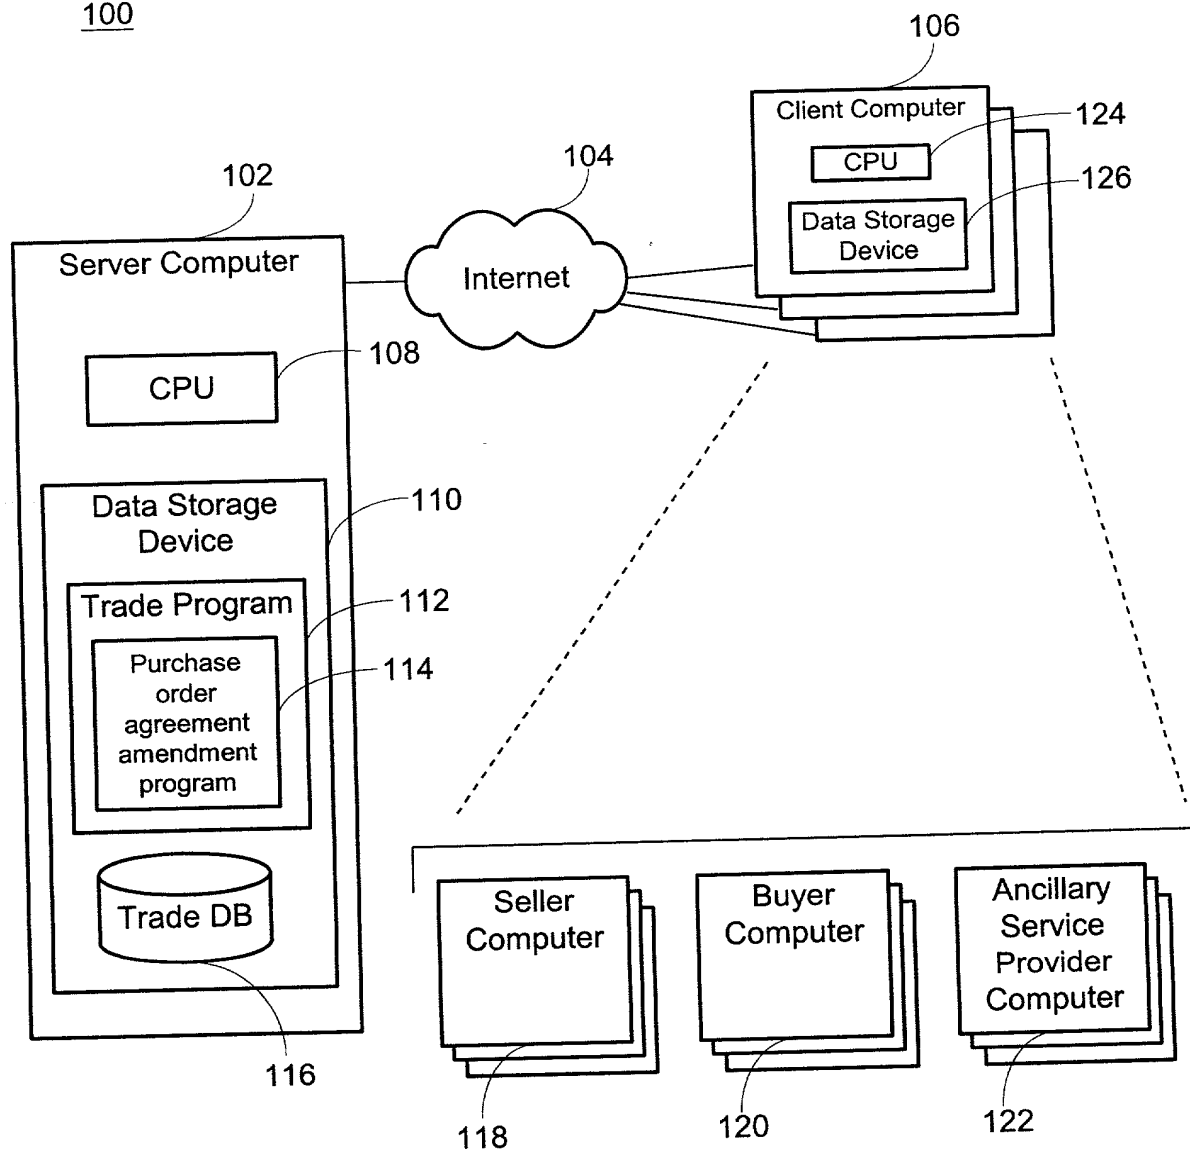 100
106
Client Computer
124
CPU
126
Data Storage
Device
104
Internet
102
Server Computer
108
CPU
110
Data Storage
Device
112
Trade Program
114
Purchase
order
agreement
amendment
program
Trade DB
116
Seller
Computer
118
Buyer
Computer
120
Ancillary
Service
Provider
Computer
122